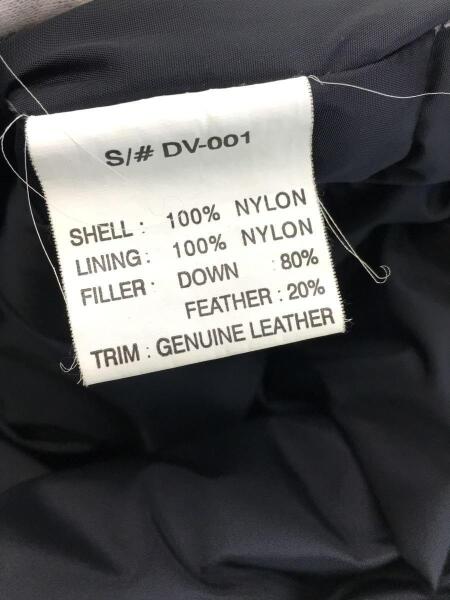 S/# DV-001
SHELL : 100% NYLON
LINING : 100% NYLON
FILLER : DOWN : 80%
FEATHER : 20%
TRIM : GENUINE LEATHER